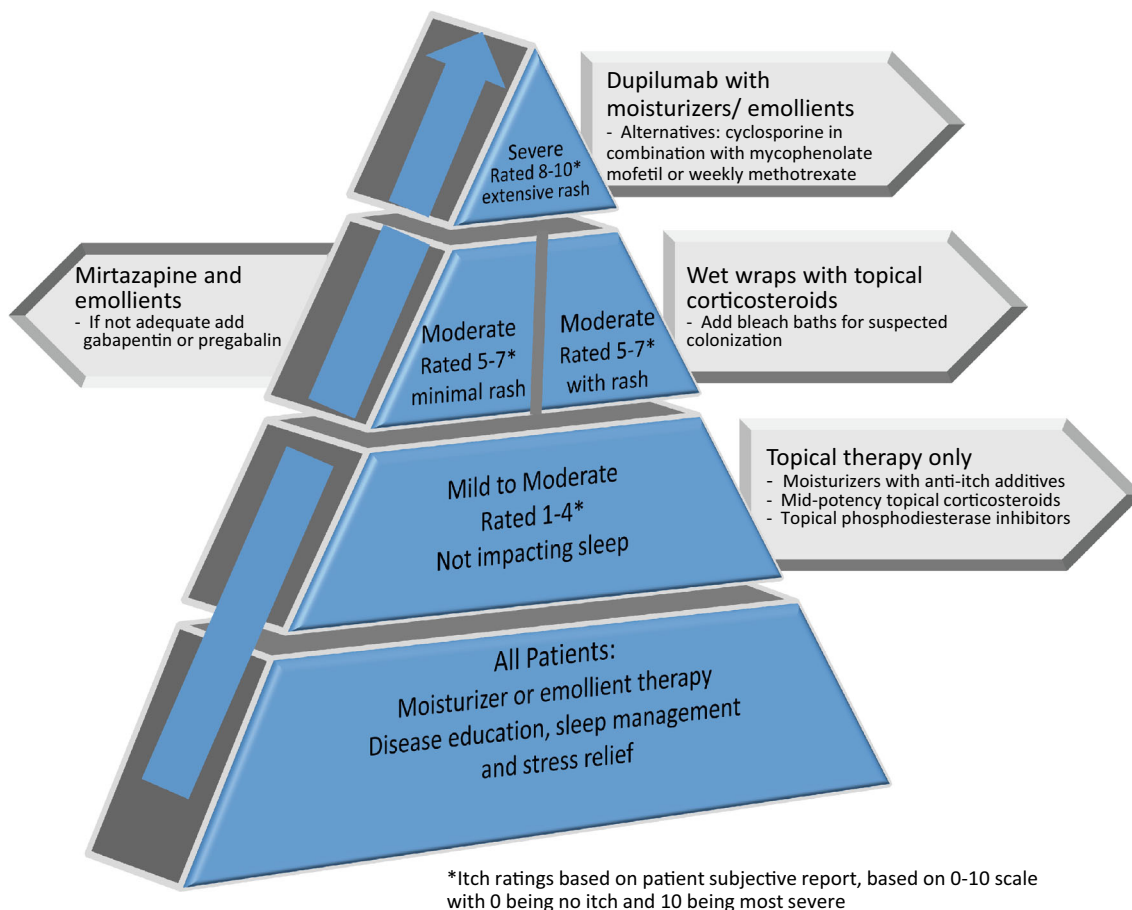 Dupilumab with
moisturizers/ emollients
- Alternatives: cyclosporine in
combination with mycophenolate
mofetil or weekly methotrexate
Severe
Rated 8-10*
extensive rash
Mirtazapine and
emollients
- If not adequate add
gabapentin or pregabalin
Moderate
Rated 5-7*
minimal rash
Moderate
Rated 5-7*
with rash
Wet wraps with topical
corticosteroids
- Add bleach baths for suspected
colonization
Mild to Moderate
Rated 1-4*
Not impacting sleep
Topical therapy only
- Moisturizers with anti-itch additives
- Mid-potency topical corticosteroids
- Topical phosphodiesterase inhibitors
All Patients:
Moisturizer or emollient therapy
Disease education, sleep management
and stress relief
*Itch ratings based on patient subjective report, based on 0-10 scale
with 0 being no itch and 10 being most severe